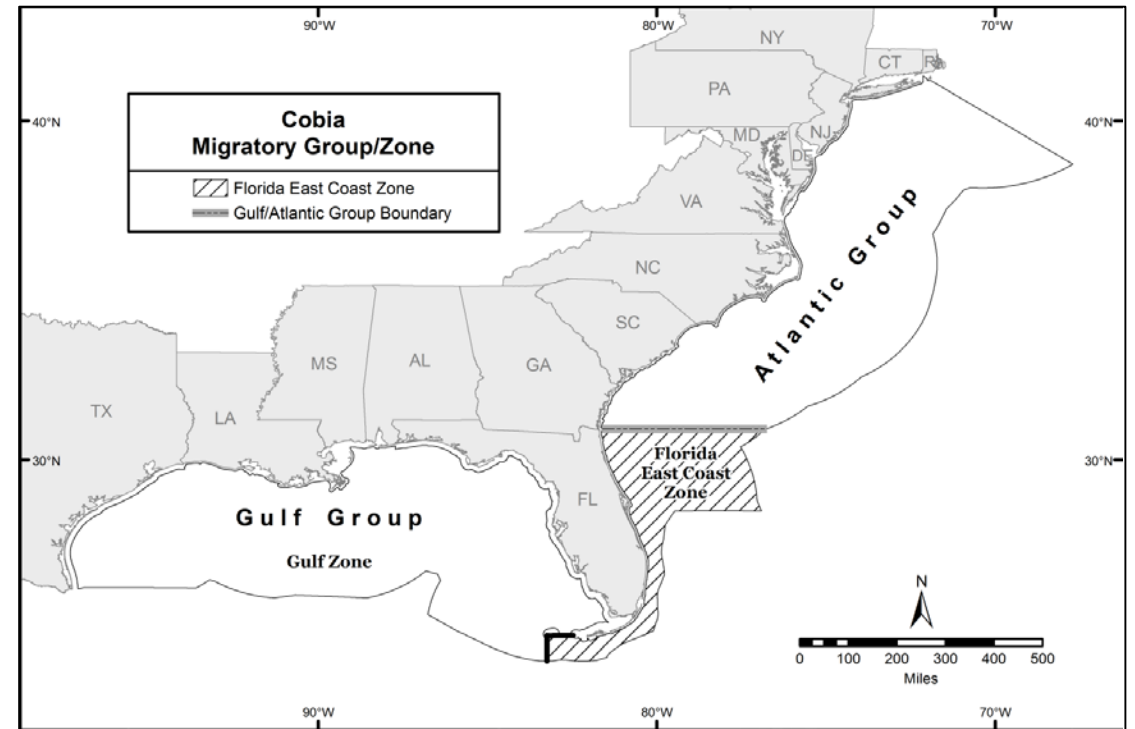 90°W
80°W
70°W
40°N
40°N
30°N
30°N
Cobia
Migratory Group/Zone
Florida East Coast Zone
Gulf/Atlantic Group Boundary
NY
CT
RI
PA
NJ
MD
DE
VA
NC
SC
GA
AL
MS
LA
TX
FL
Atlantic Group
Florida
East Coast
Zone
Gulf Group
Gulf Zone
N
0 100 200 300 400 500
Miles
90°W
80°W
70°W